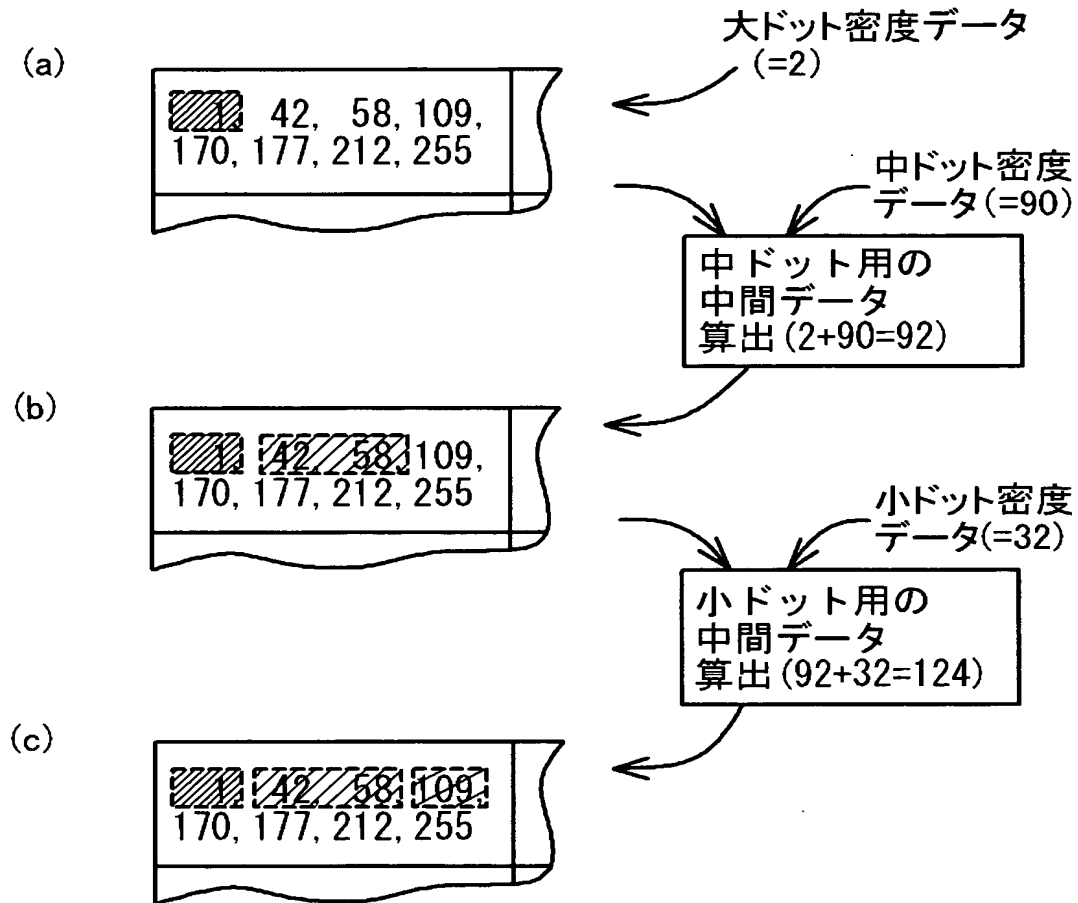 (a)
大ドット密度データ
(=2)
1, 42, 58, 109,
170, 177, 212, 255
中ドット密度
データ(=90)
中ドット用の
中間データ
算出(2+90=92)
(b)
1, 42, 58, 109,
170, 177, 212, 255
小ドット密度
データ(=32)
小ドット用の
中間データ
算出(92+32=124)
(c)
1, 42, 58, 109,
170, 177, 212, 255